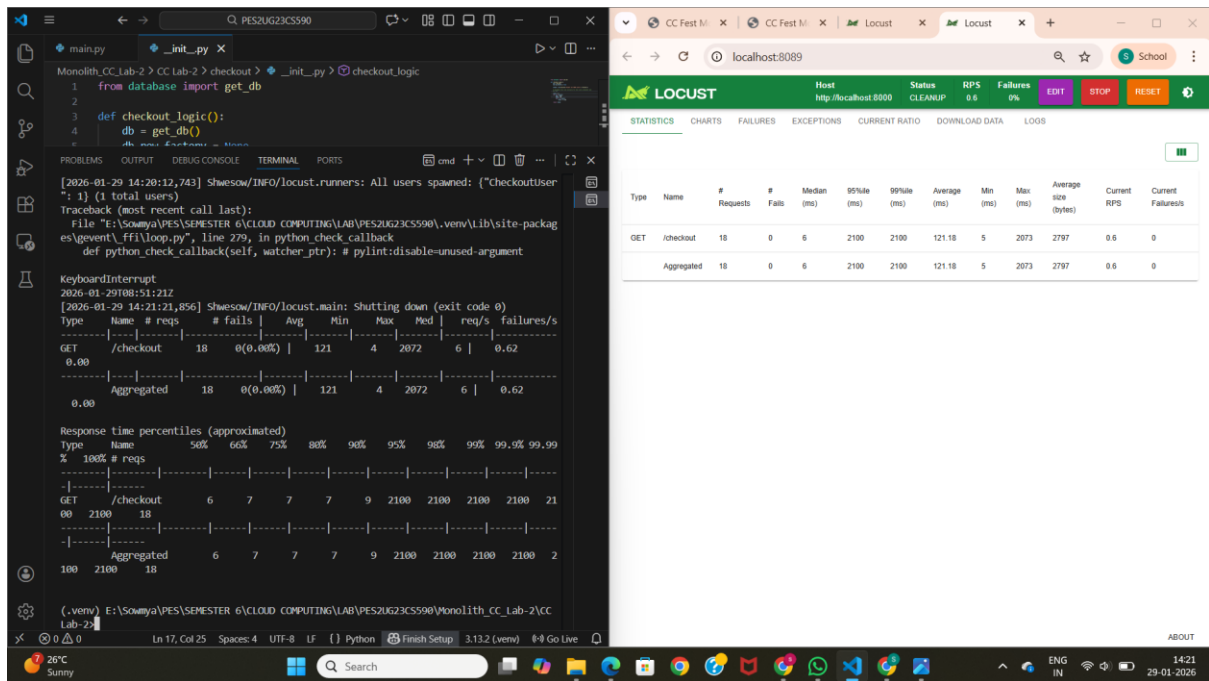 PES2UG23CS590
main.py
__init__.py
Monolith_CC_Lab-2 > CC Lab-2 > checkout > __init__.py > checkout_logic
1 from database import get_db
2
3 def checkout_logic():
4 db = get_db()
PROBLEMS OUTPUT DEBUG CONSOLE TERMINAL PORTS
cmd
[2026-01-29 14:20:12,743] Shwesow/INFO/locust.runners: All users spawned: {"CheckoutUser
": 1} (1 total users)
Traceback (most recent call last):
File "E:\Sowmya\PES\SEMESTER 6\CLOUD COMPUTING\LAB\PES2UG23CS590\.venv\Lib\site-packag
es\gevent\_ffi\loop.py", line 279, in python_check_callback
def python_check_callback(self, watcher_ptr): # pylint:disable=unused-argument
KeyboardInterrupt
2026-01-29T08:51:21Z
[2026-01-29 14:21:21,856] Shwesow/INFO/locust.main: Shutting down (exit code 0)
Type Name # reqs # fails | Avg Min Max Med | req/s failures/s
--------|----|-------|-------------|-------|-------|-------|-------|--------|-----------
GET /checkout 18 0(0.00%) | 121 4 2072 6 | 0.62
0.00
--------|----|-------|-------------|-------|-------|-------|-------|--------|-----------
Aggregated 18 0(0.00%) | 121 4 2072 6 | 0.62
0.00
Response time percentiles (approximated)
Type Name 50% 66% 75% 80% 90% 95% 98% 99% 99.9% 99.99
% 100% # reqs
--------|--------|--------|------|------|------|------|------|------|------|------|-----
-|------|------
GET /checkout 6 7 7 7 9 2100 2100 2100 2100 21
00 2100 18
--------|--------|--------|------|------|------|------|------|------|------|------|-----
-|------|------
Aggregated 6 7 7 7 9 2100 2100 2100 2100 2
100 2100 18
(.venv) E:\Sowmya\PES\SEMESTER 6\CLOUD COMPUTING\LAB\PES2UG23CS590\Monolith_CC_Lab-2\CC
Lab-2>
0 0 Ln 17, Col 25 Spaces: 4 UTF-8 LF {} Python Finish Setup 3.13.2 (.venv) Go Live
CC Fest M
CC Fest M
Locust
Locust
localhost:8089
S School
LOCUST
Host
http://localhost:8000
Status
CLEANUP
RPS
0.6
Failures
0%
EDIT
STOP
RESET
STATISTICS CHARTS FAILURES EXCEPTIONS CURRENT RATIO DOWNLOAD DATA LOGS
Type Name # Requests # Fails Median (ms) 95%ile (ms) 99%ile (ms) Average (ms) Min (ms) Max (ms) Average size (bytes) Current RPS Current Failures/s
GET /checkout 18 0 6 2100 2100 121.18 5 2073 2797 0.6 0
Aggregated 18 0 6 2100 2100 121.18 5 2073 2797 0.6 0
ABOUT
7
26°C
Sunny
Search
ENG
IN
14:21
29-01-2026